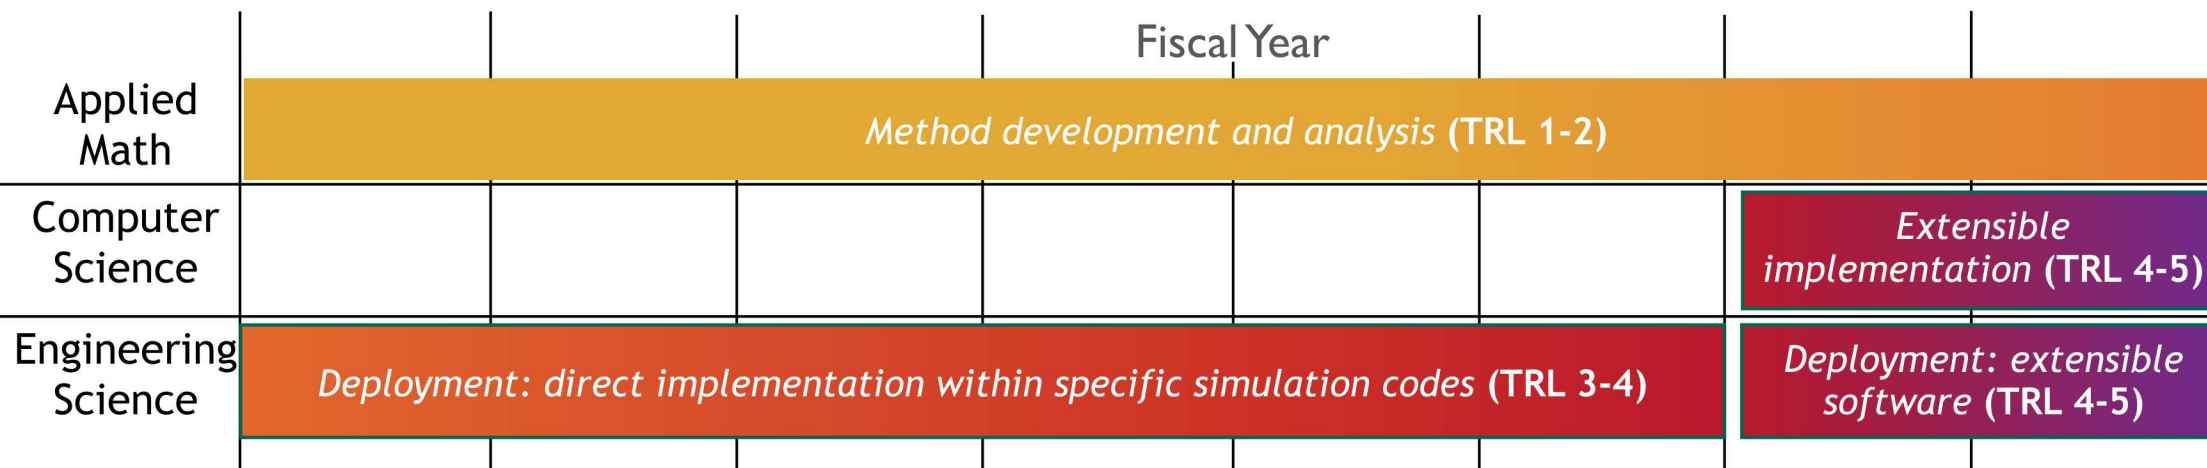 Fiscal Year
Applied
Math
Method development and analysis (TRL 1-2)
Computer
Science
Extensible
implementation (TRL 4-5)
Engineering
Science
Deployment: direct implementation within specific simulation codes (TRL 3-4)
Deployment: extensible
software (TRL 4-5)